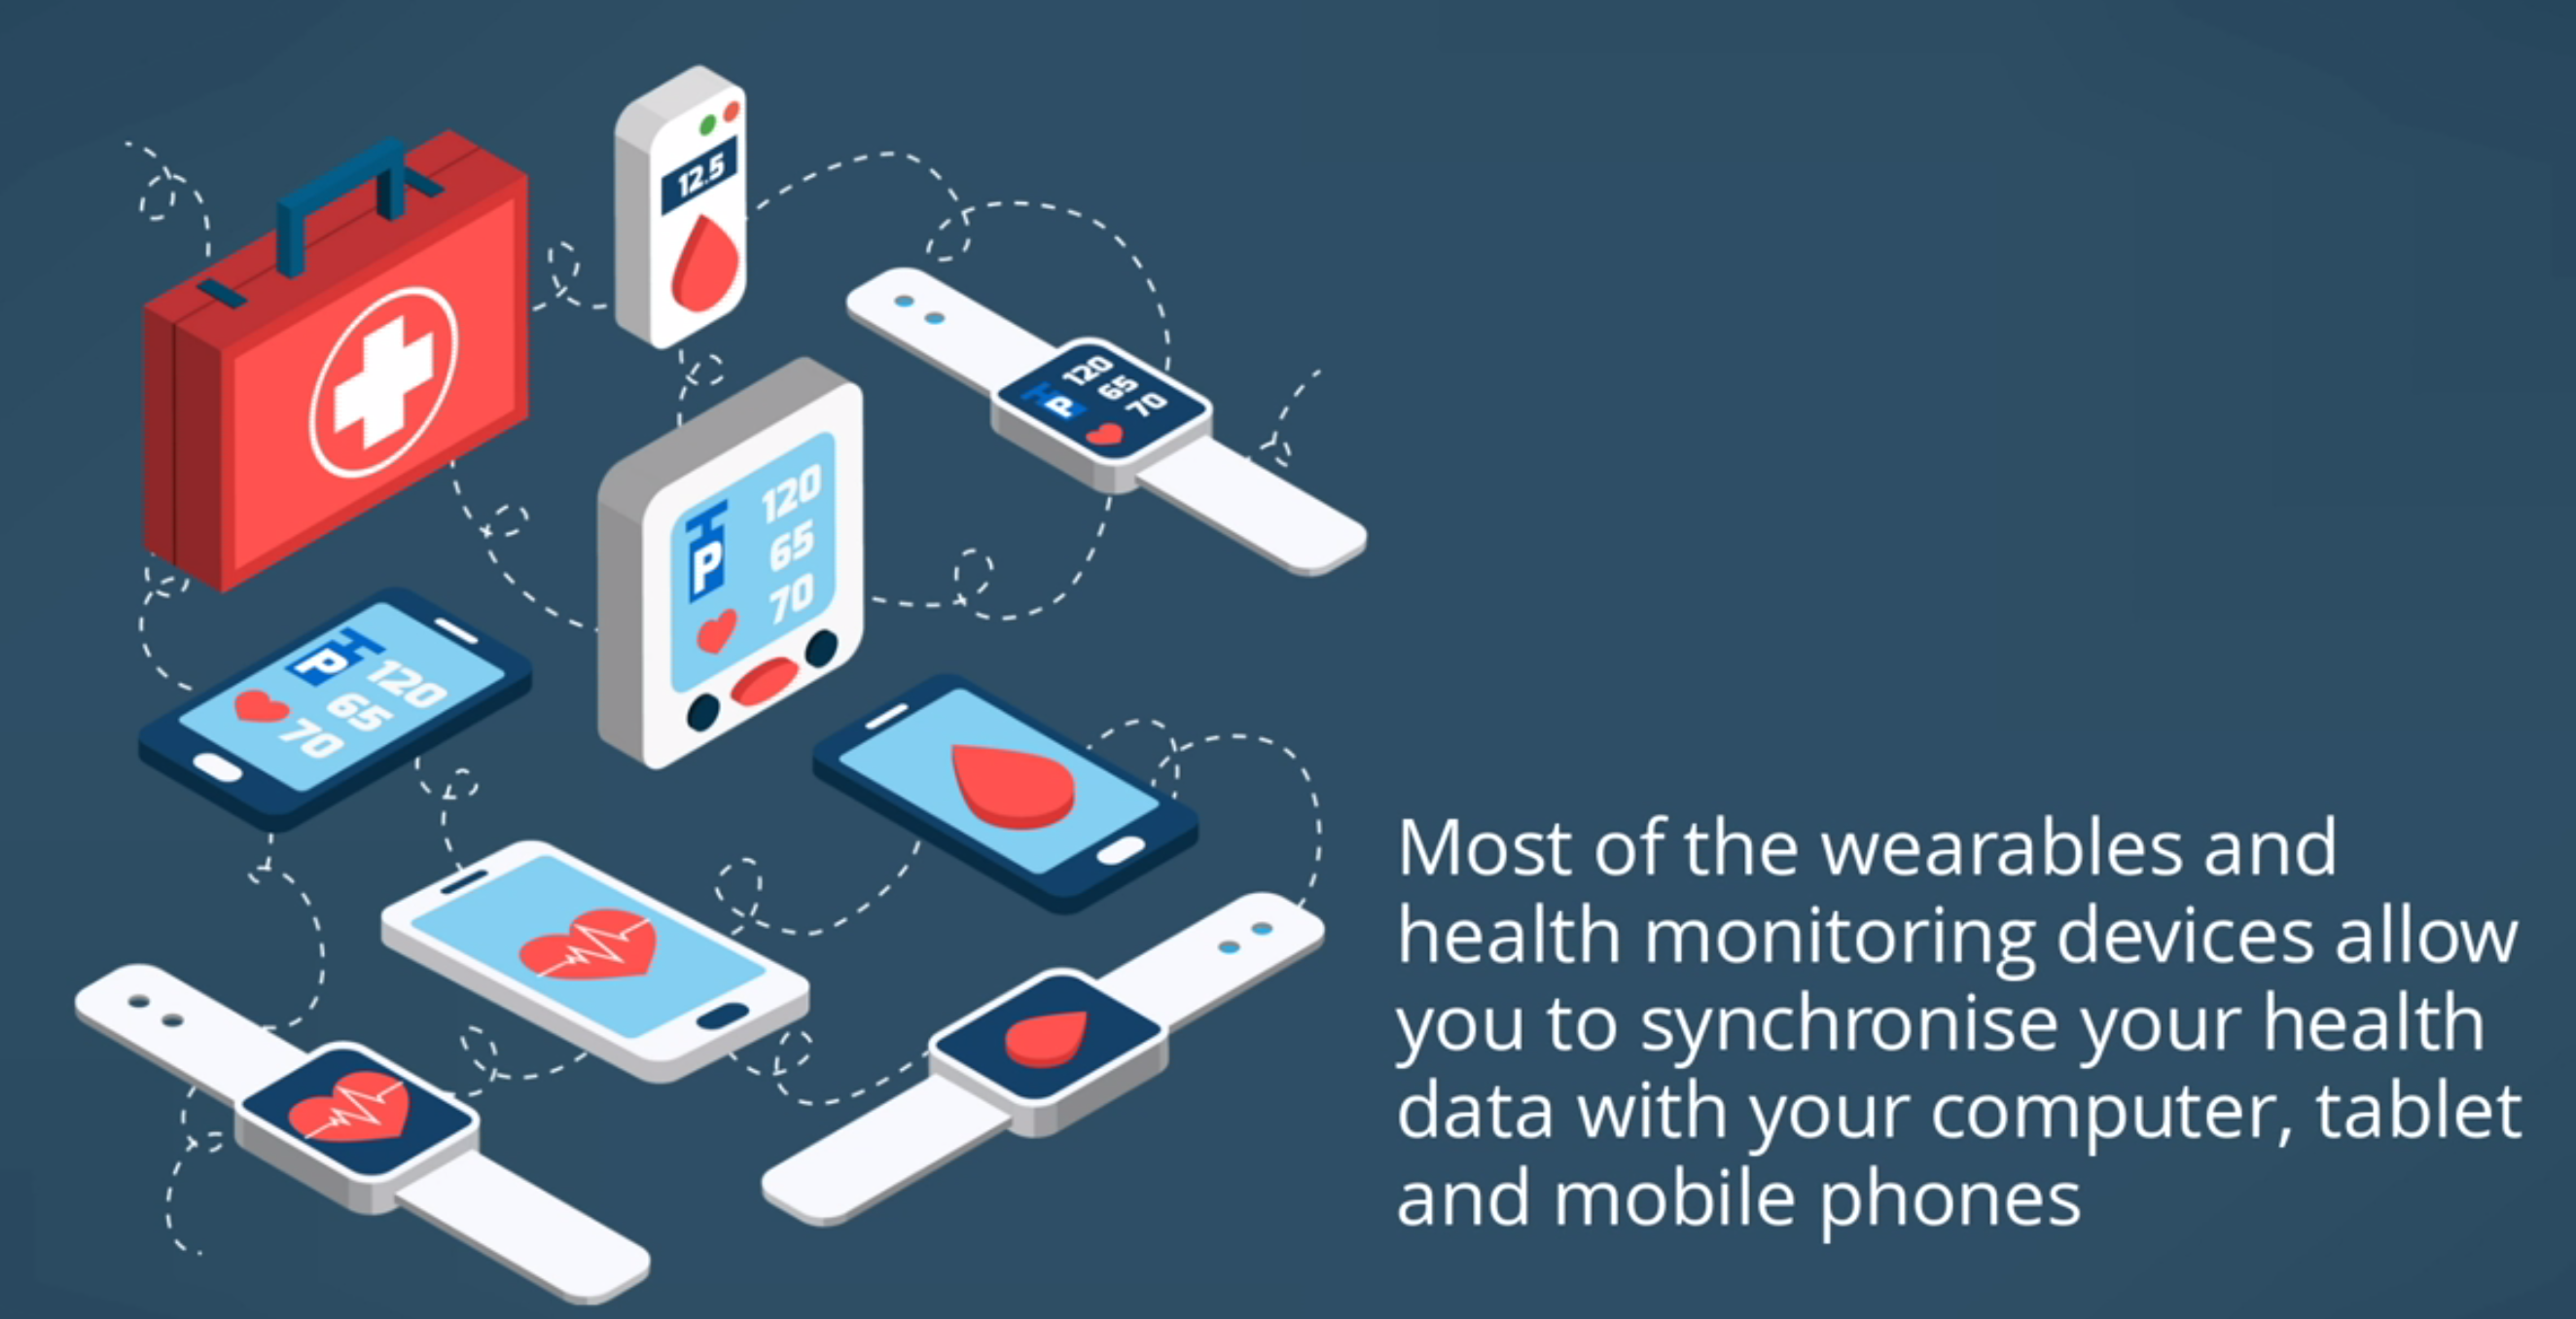 12.5
120
65
70
H
P
120
65
70
H
P
120
65
70
Most of the wearables and
health monitoring devices allow
you to synchronise your health
data with your computer, tablet
and mobile phones